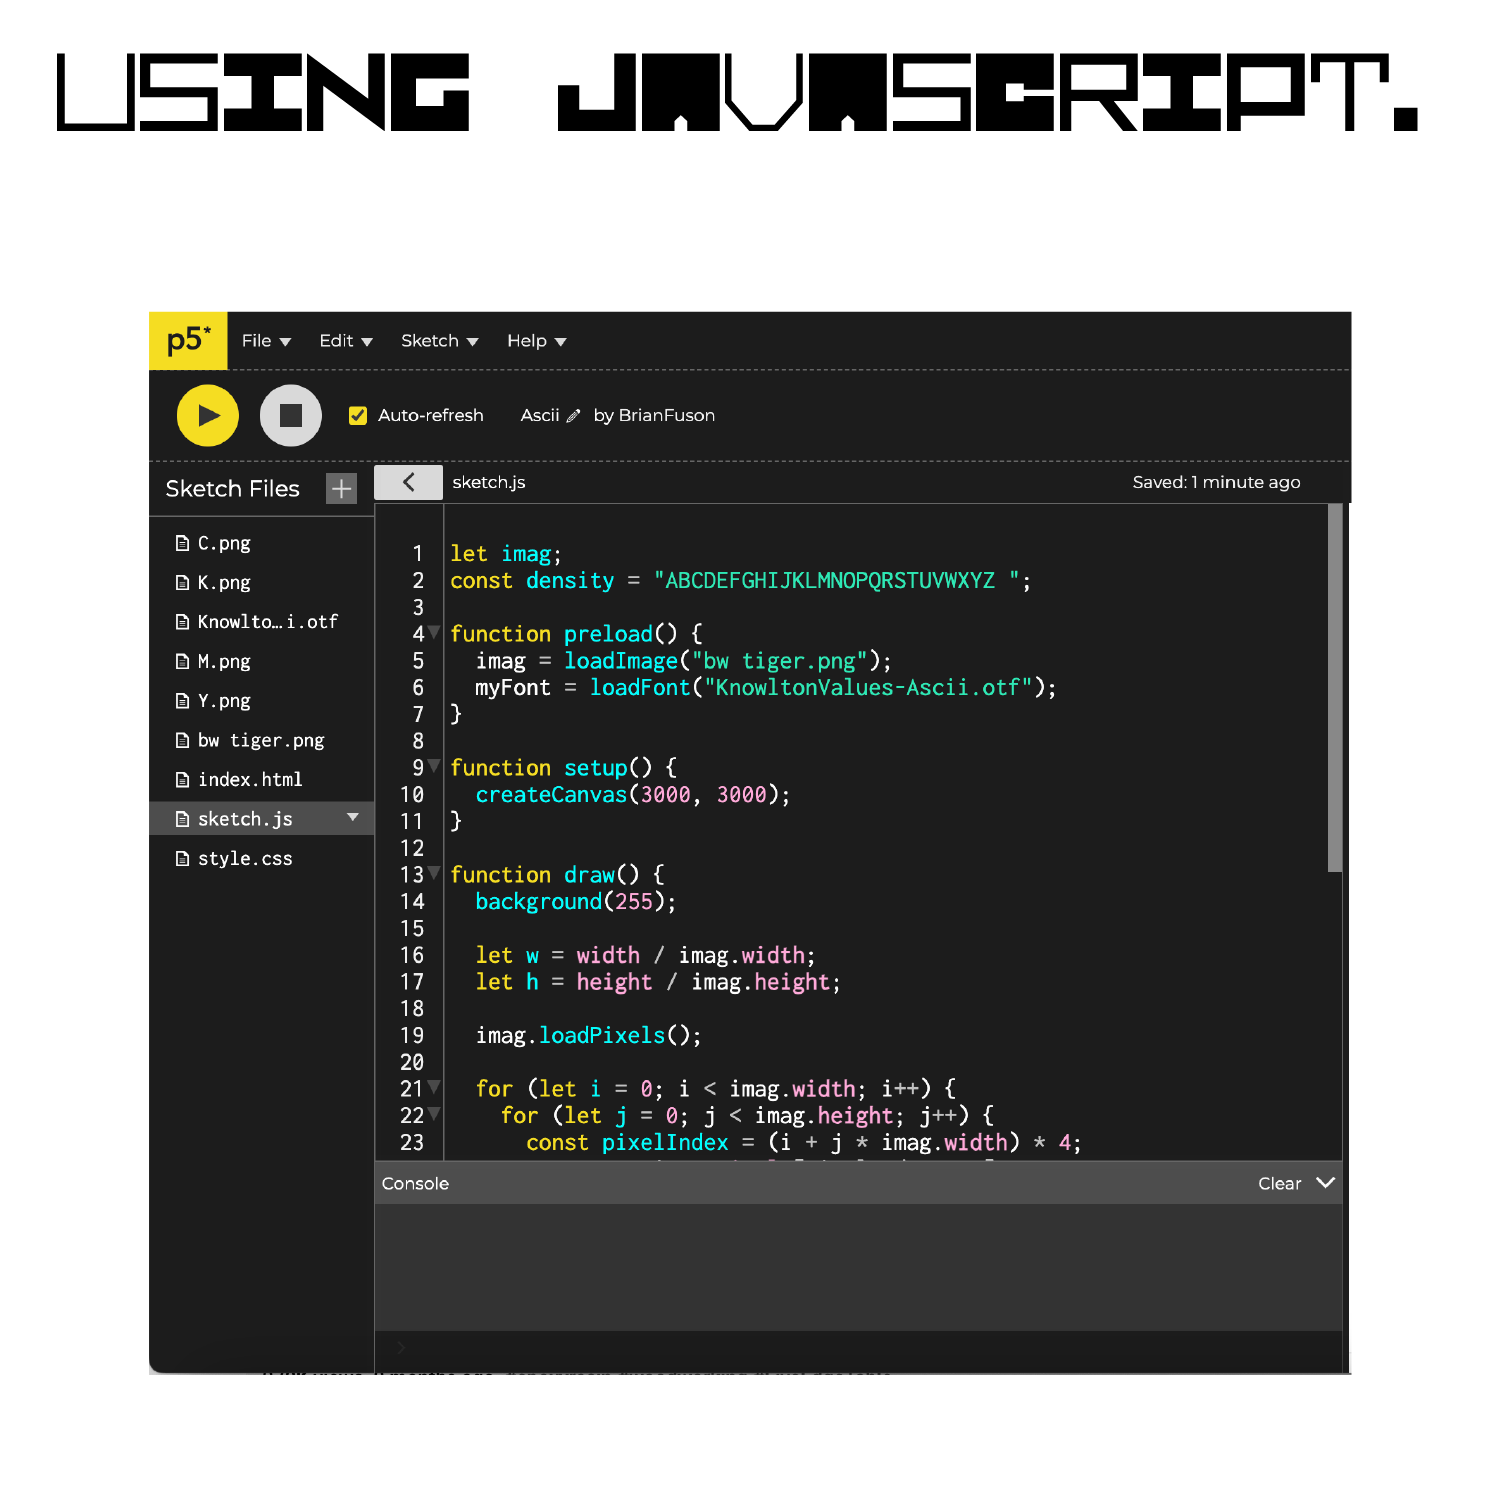 USING JAVASCRIPT.
p5* File Edit Sketch Help
Auto-refresh Ascii by BrianFuson
Sketch Files
sketch.js Saved: 1 minute ago
C.png
K.png
Knowlto…i.otf
M.png
Y.png
bw tiger.png
index.html
sketch.js
style.css
1 let imag;
2 const density = "ABCDEFGHIJKLMNOPQRSTUVWXYZ ";
3
4 function preload() {
5   imag = loadImage("bw tiger.png");
6   myFont = loadFont("KnowltonValues-Ascii.otf");
7 }
8
9 function setup() {
10   createCanvas(3000, 3000);
11 }
12
13 function draw() {
14   background(255);
15
16   let w = width / imag.width;
17   let h = height / imag.height;
18
19   imag.loadPixels();
20
21   for (let i = 0; i < imag.width; i++) {
22     for (let j = 0; j < imag.height; j++) {
23       const pixelIndex = (i + j * imag.width) * 4;
Console Clear